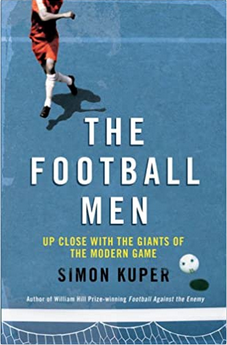 THE
FOOTBALL
MEN
UP CLOSE WITH THE GIANTS OF
THE MODERN GAME
SIMON KUPER
Author of William Hill Prize-winning Football Against the Enemy